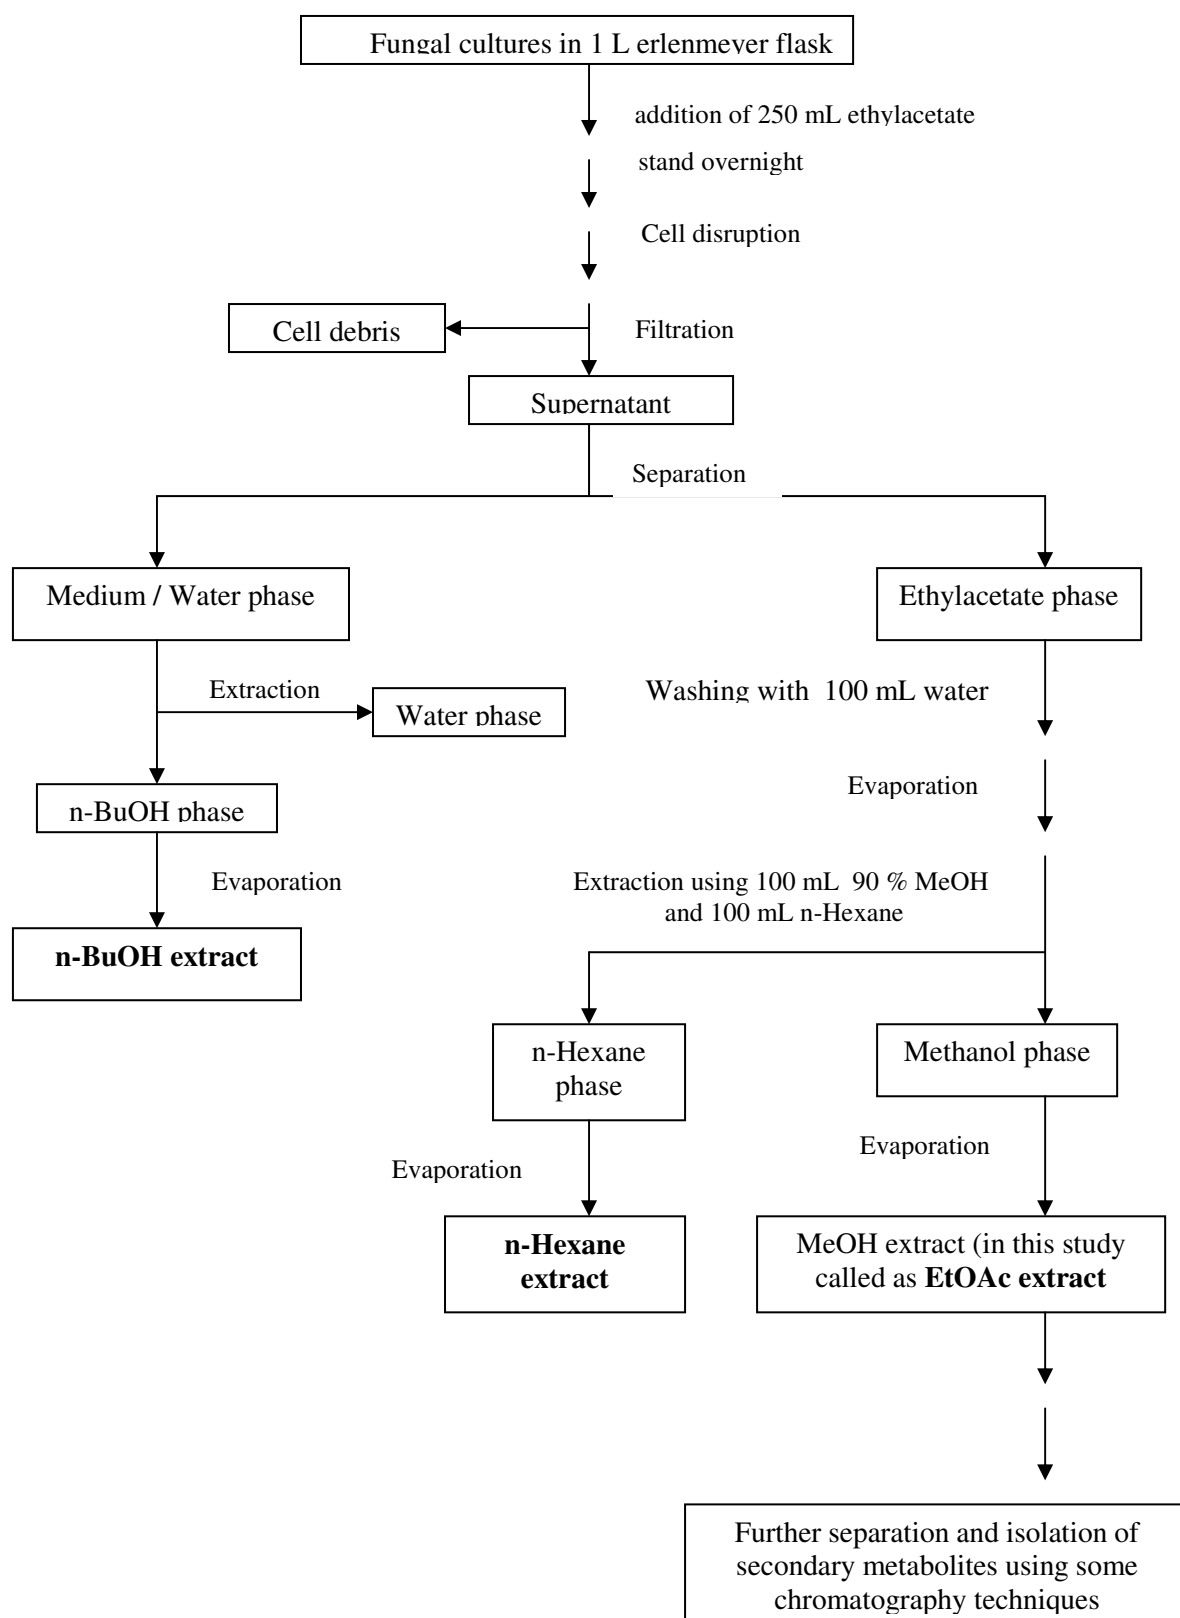 Fungal cultures in 1 L erlenmeyer flask
addition of 250 mL ethylacetate
stand overnight
Cell disruption
Cell debris
Filtration
Supernatant
Separation
Medium / Water phase
Ethylacetate phase
Extraction
Washing with 100 mL water
Water phase
n-BuOH phase
Evaporation
Evaporation
Extraction using 100 mL 90 % MeOH
and 100 mL n-Hexane
n-BuOH extract
n-Hexane
phase
Methanol phase
Evaporation
Evaporation
n-Hexane
extract
MeOH extract (in this study
called as EtOAc extract
Further separation and isolation of
secondary metabolites using some
chromatography techniques